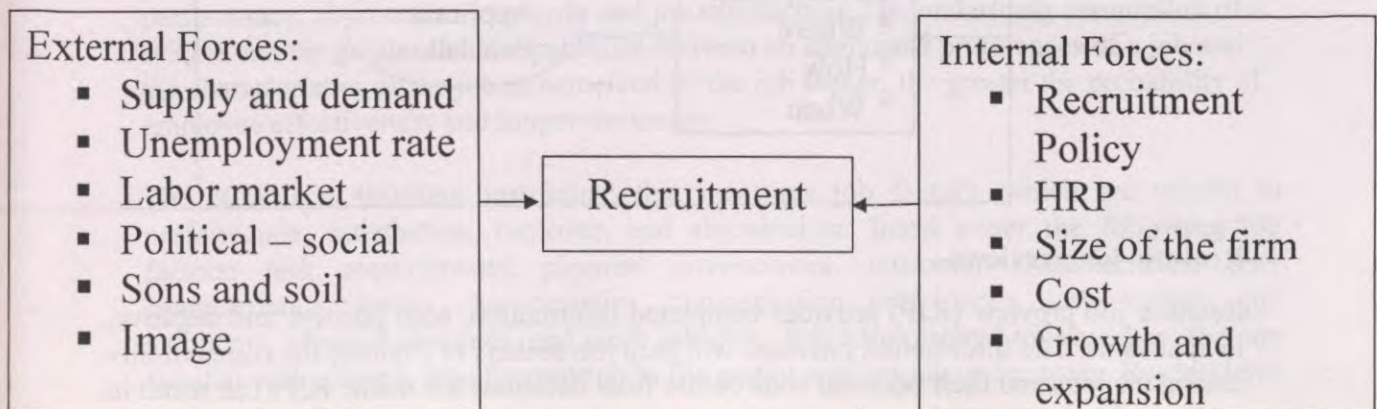 External Forces:
▪ Supply and demand
▪ Unemployment rate
▪ Labor market
▪ Political – social
▪ Sons and soil
▪ Image
Recruitment
Internal Forces:
▪ Recruitment
Policy
▪ HRP
▪ Size of the firm
▪ Cost
▪ Growth and
expansion